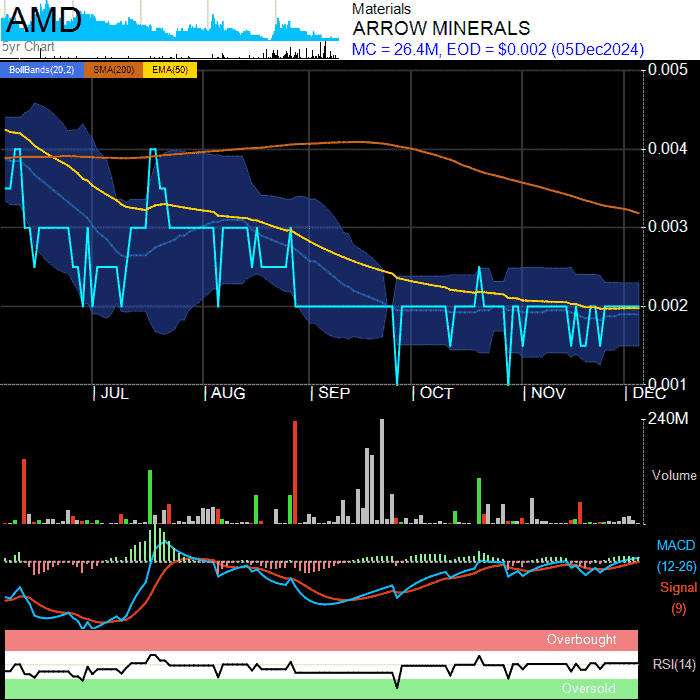 AMD
5yr Chart
Materials
ARROW MINERALS
MC = 26.4M, EOD = $0.002 (05Dec2024)
BollBands(20,2) SMA(200) EMA(50)
0.005
0.004
0.003
0.002
0.001
JUL AUG SEP OCT NOV DEC
240M
Volume
MACD
(12-26)
Signal
(9)
Overbought
RSI(14)
Oversold